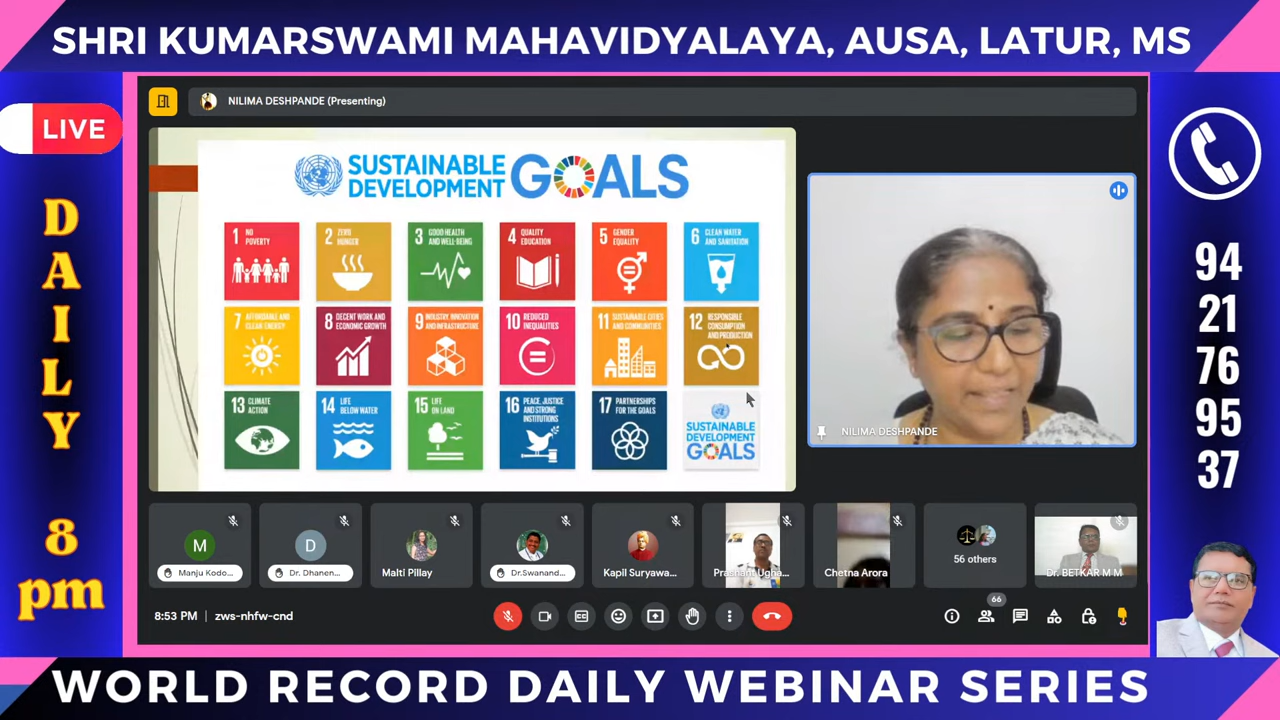 SHRI KUMARSWAMI MAHAVIDYALAYA, AUSA, LATUR, MS
LIVE
DAILY
8
pm
NILIMA DESHPANDE (Presenting)
SUSTAINABLE
DEVELOPMENT
GOALS
1 NO
POVERTY
2 ZERO
HUNGER
3 GOOD HEALTH
AND WELL-BEING
4 QUALITY
EDUCATION
5 GENDER
EQUALITY
6 CLEAN WATER
AND SANITATION
7 AFFORDABLE AND
CLEAN ENERGY
8 DECENT WORK AND
ECONOMIC GROWTH
9 INDUSTRY, INNOVATION
AND INFRASTRUCTURE
10 REDUCED
INEQUALITIES
11 SUSTAINABLE CITIES
AND COMMUNITIES
12 RESPONSIBLE
CONSUMPTION
AND PRODUCTION
13 CLIMATE
ACTION
14 LIFE
BELOW WATER
15 LIFE
ON LAND
16 PEACE, JUSTICE
AND STRONG
INSTITUTIONS
17 PARTNERSHIPS
FOR THE GOALS
SUSTAINABLE
DEVELOPMENT
GOALS
NILIMA DESHPANDE
94
21
76
95
37
M
Manju Kodo...
D
Dr. Dhanen...
Malti Pillay
Dr.Swanand...
Kapil Suryawa...
Prashant Ugha...
Chetna Arora
56 others
Dr. BETKAR M M
8:53 PM | zws-nhfw-cnd
66
WORLD RECORD DAILY WEBINAR SERIES